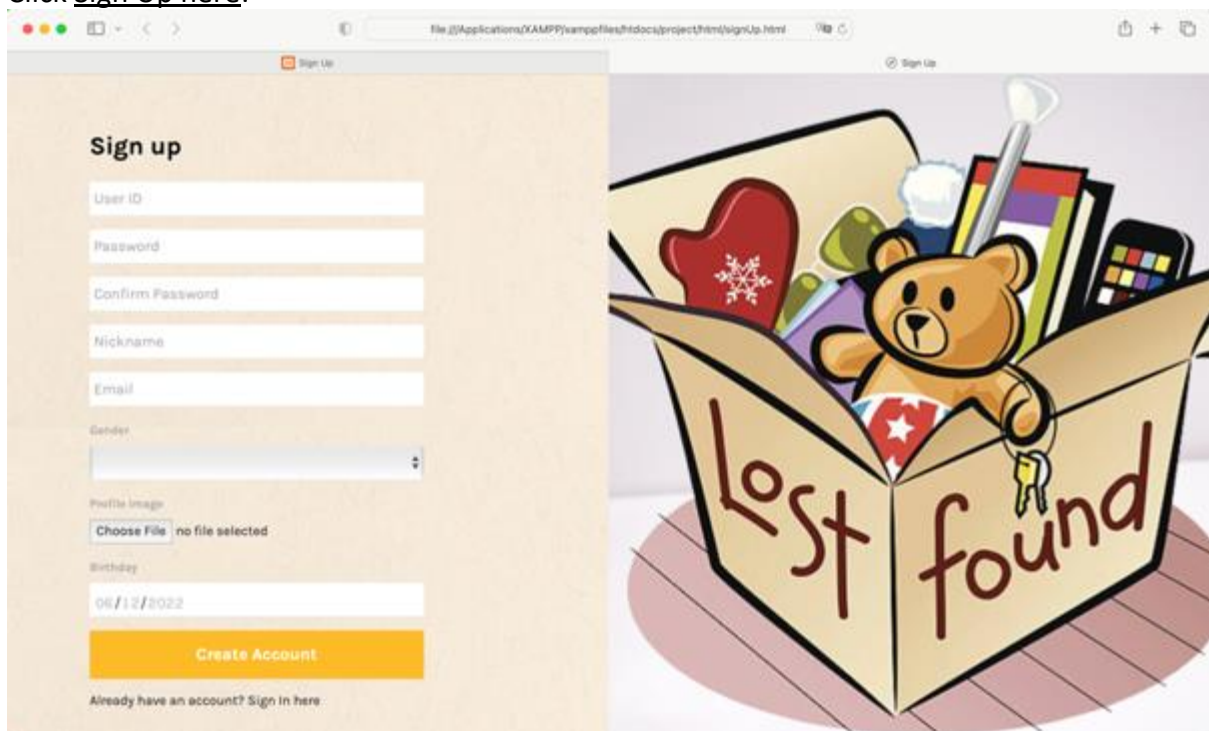 Click Sign Up here.
file:///Applications/XAMPP/xamppfiles/htdocs/project/html/signUp.html
Sign Up
Sign Up
Sign up
User ID
Password
Confirm Password
Nickname
Email
Gender
Profile Image
Choose File no file selected
Birthday
06/12/2022
Create Account
Already have an account? Sign In here
Lost found